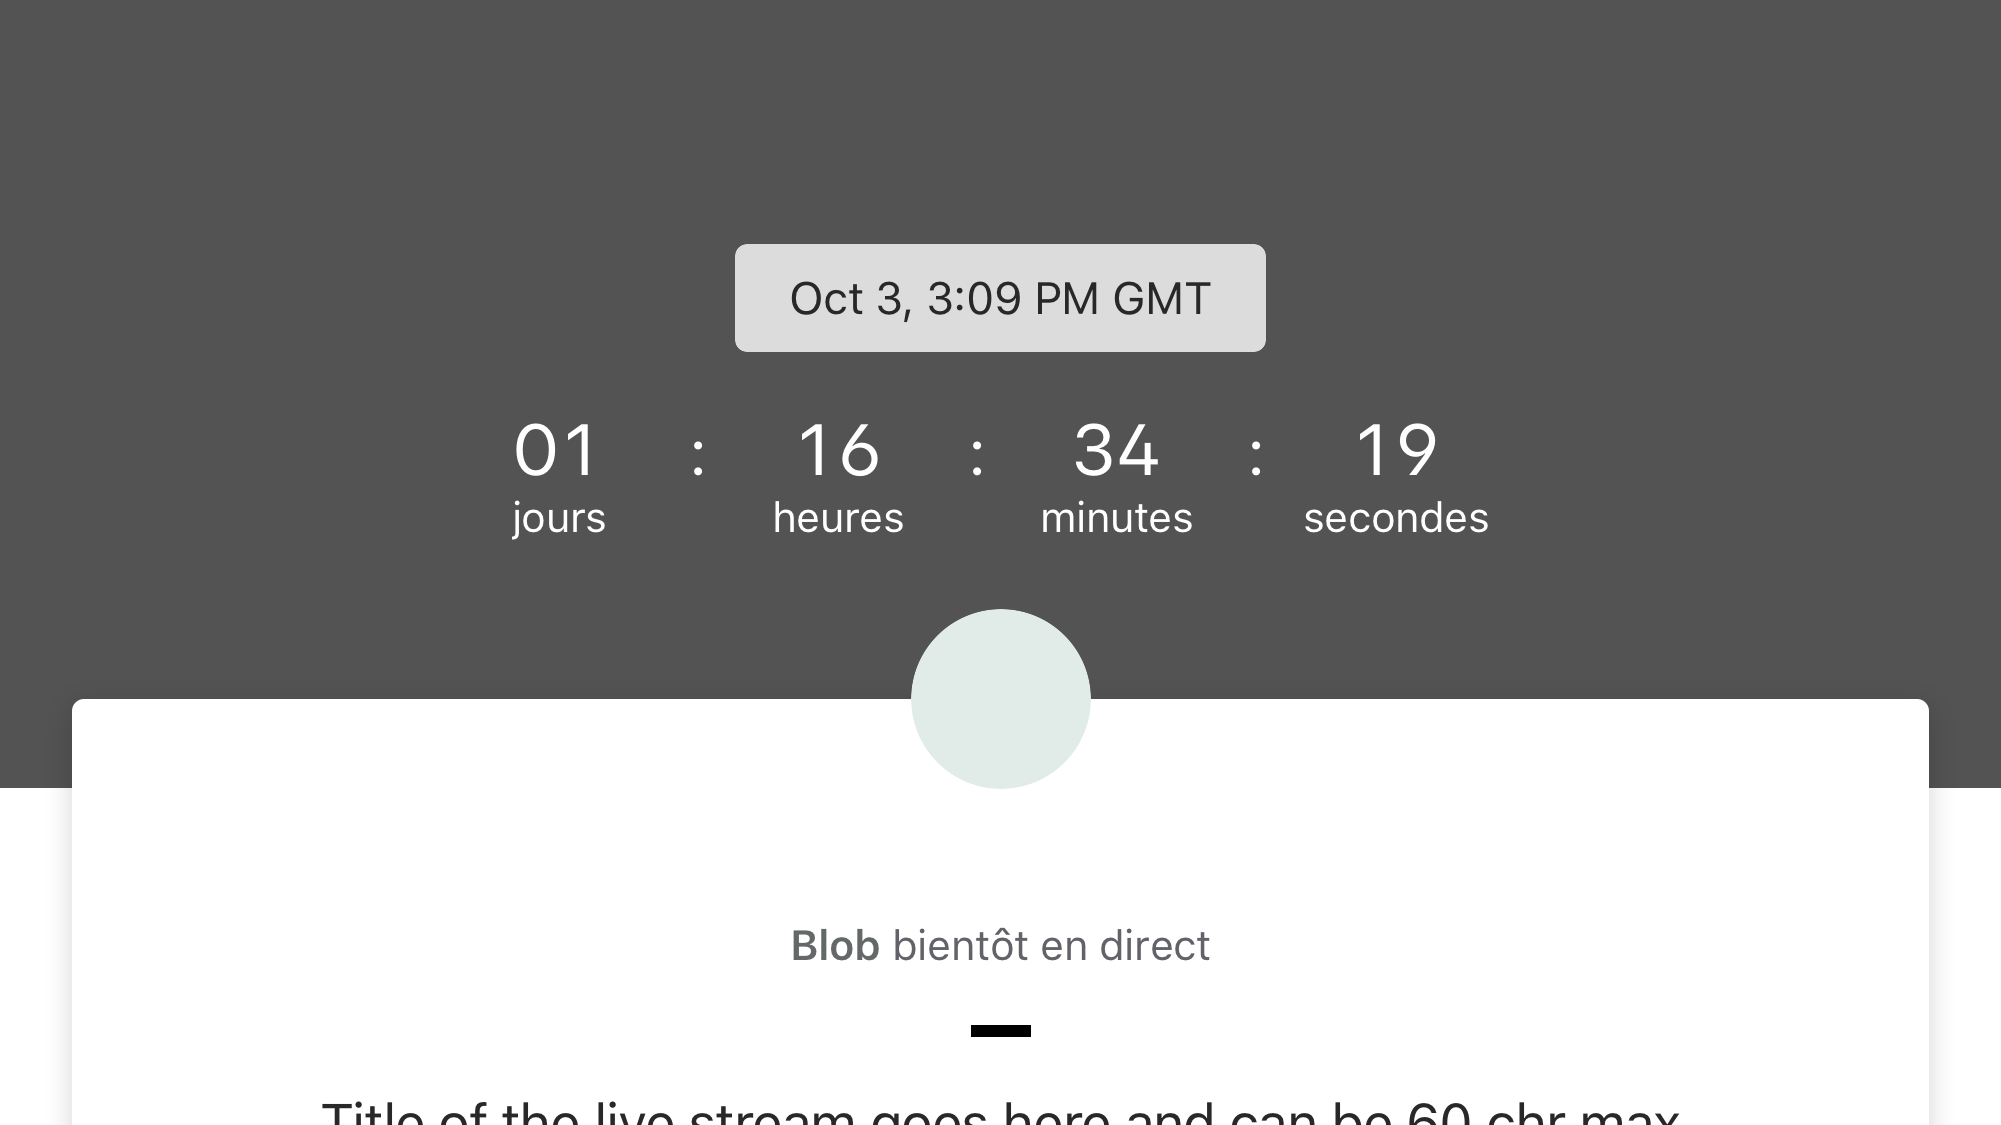 Oct 3, 3:09 PM GMT
01 : 16 : 34 : 19
jours heures minutes secondes
Blob bientôt en direct
Title of the live stream goes here and can be 60 chr max